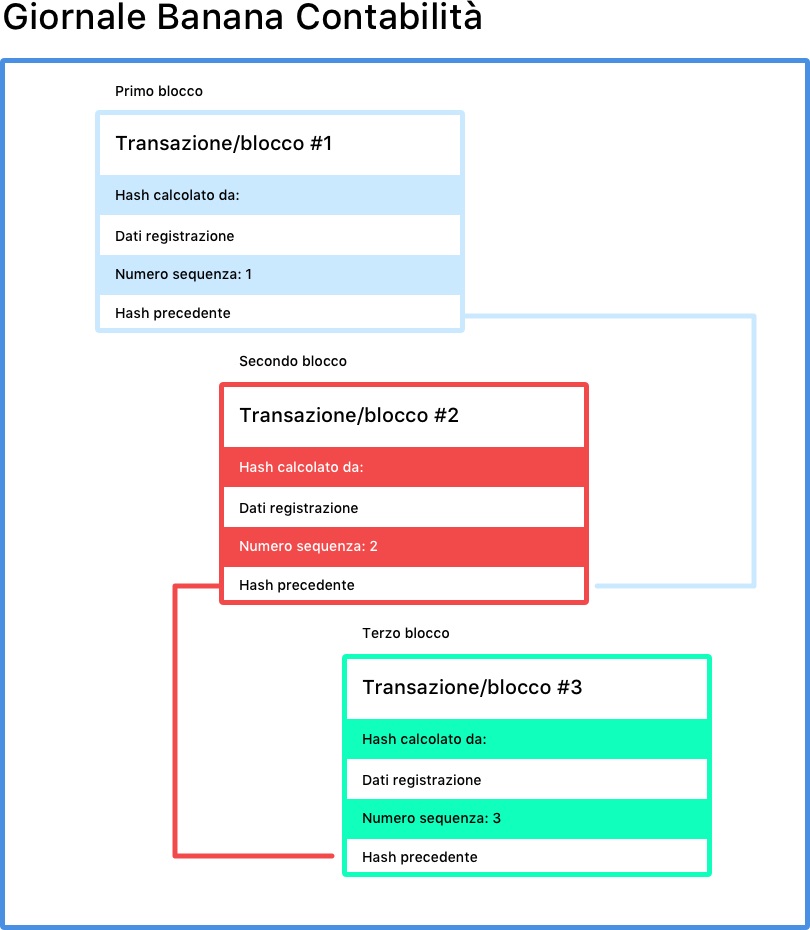 Giornale Banana Contabilità
Primo blocco
Transazione/blocco #1
Hash calcolato da:
Dati registrazione
Numero sequenza: 1
Hash precedente
Secondo blocco
Transazione/blocco #2
Hash calcolato da:
Dati registrazione
Numero sequenza: 2
Hash precedente
Terzo blocco
Transazione/blocco #3
Hash calcolato da:
Dati registrazione
Numero sequenza: 3
Hash precedente